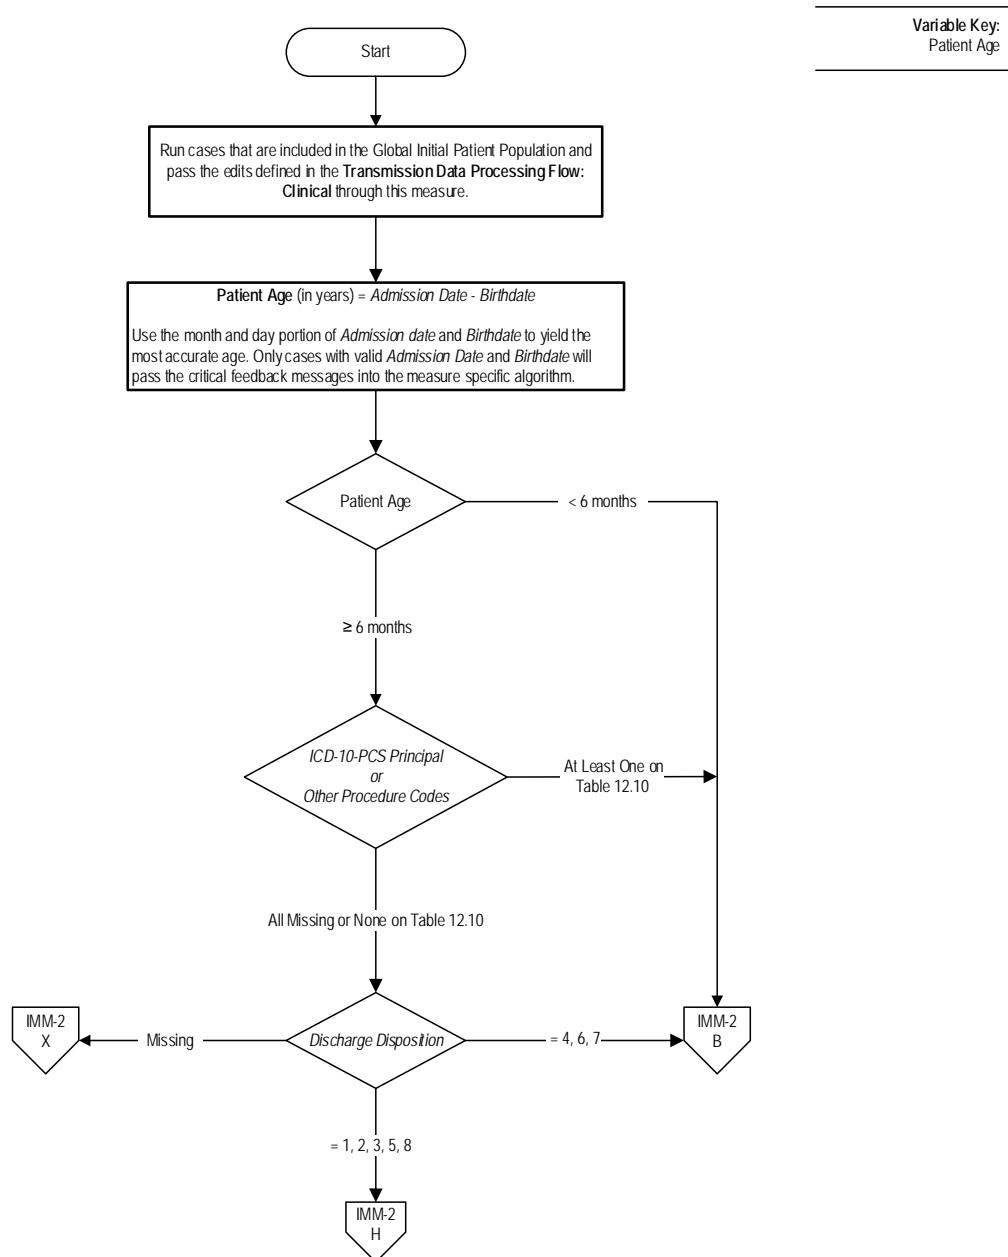 Variable Key:
Patient Age
Start
Run cases that are included in the Global Initial Patient Population and
pass the edits defined in the Transmission Data Processing Flow:
Clinical through this measure.
Patient Age (in years) = Admission Date - Birthdate
Use the month and day portion of Admission date and Birthdate to yield the
most accurate age. Only cases with valid Admission Date and Birthdate will
pass the critical feedback messages into the measure specific algorithm.
Patient Age
< 6 months
≥ 6 months
ICD-10-PCS Principal
or
Other Procedure Codes
At Least One on
Table 12.10
All Missing or None on Table 12.10
IMM-2
X
Missing
Discharge Disposition
= 4, 6, 7
IMM-2
B
= 1, 2, 3, 5, 8
IMM-2
H